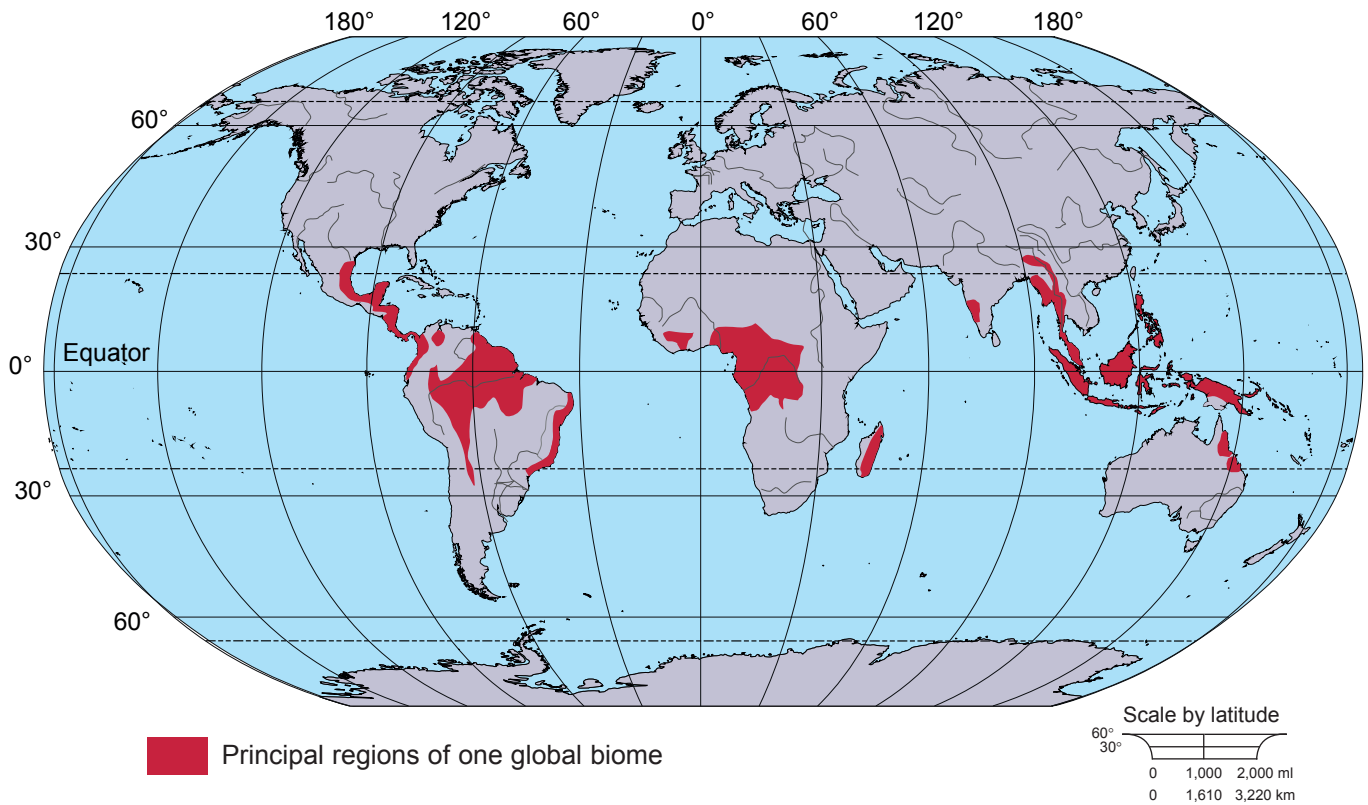 180° 120° 60° 0° 60° 120° 180°
60°
30°
Equator
0°
30°
60°
Principal regions of one global biome
Scale by latitude
60°
30°
0 1,000 2,000 ml
0 1,610 3,220 km